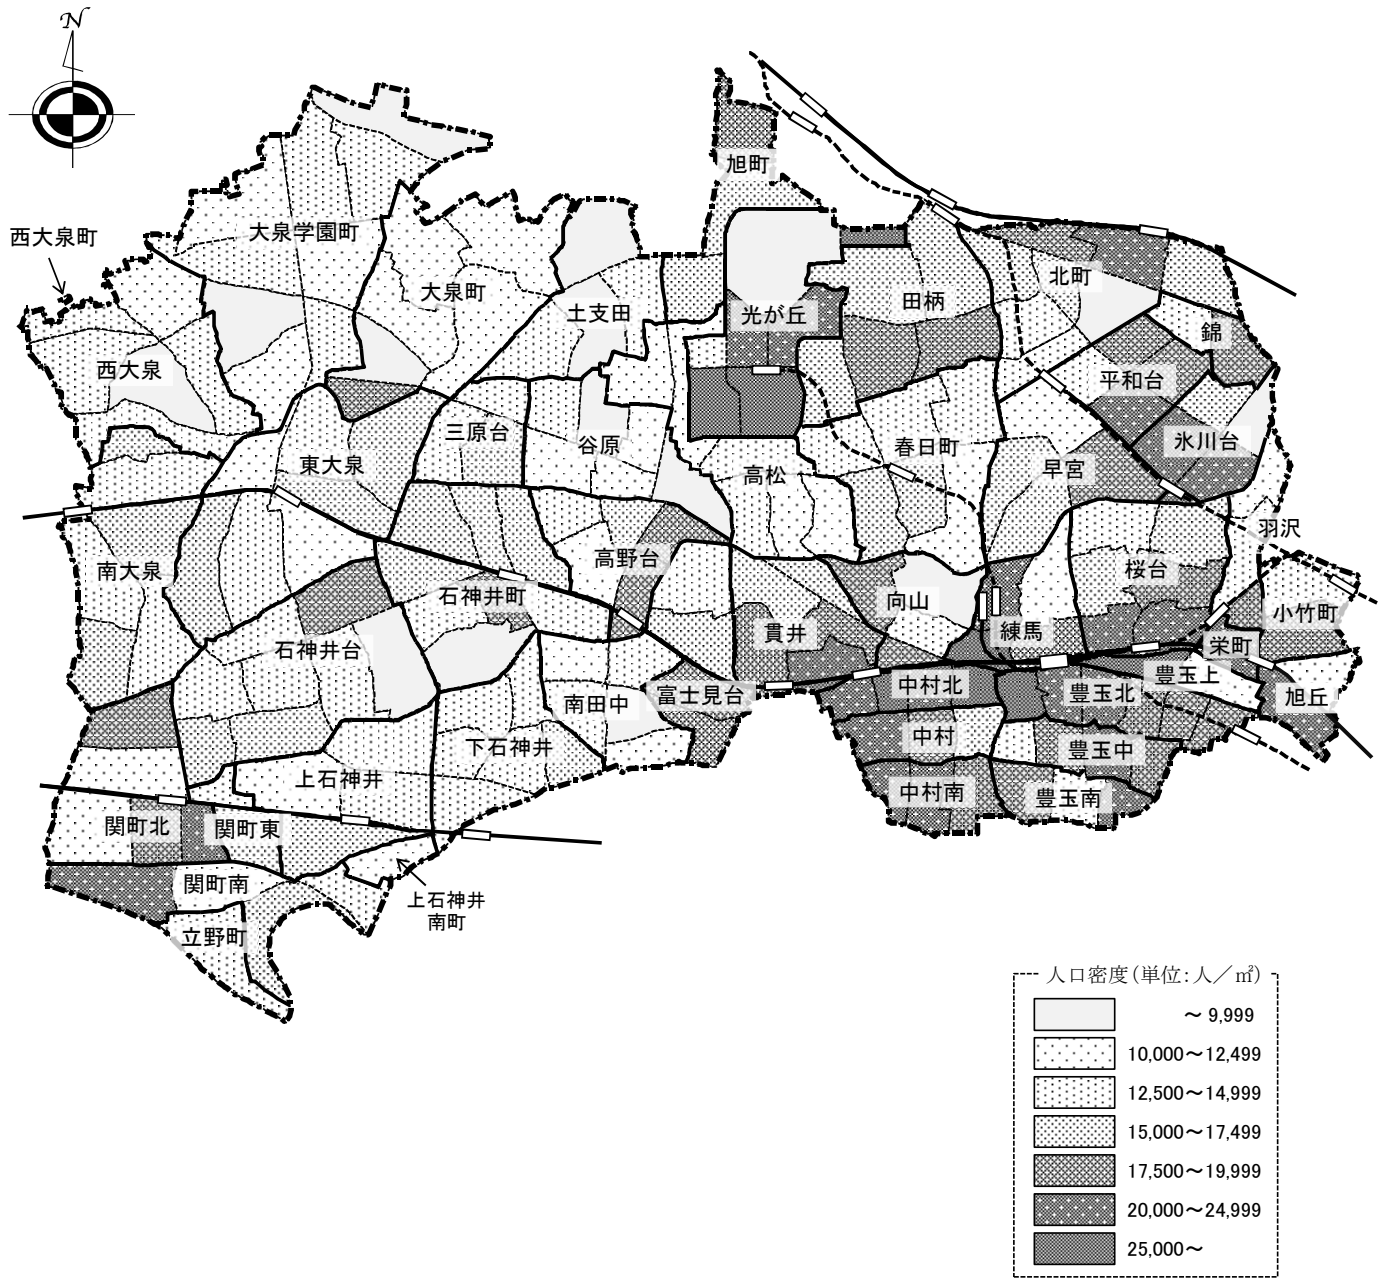 N
旭町
西大泉町
大泉学園町
大泉町
土支田
光が丘
田柄
北町
錦
西大泉
平和台
三原台
谷原
春日町
氷川台
東大泉
高松
早宮
羽沢
南大泉
高野台
石神井町
向山
桜台
小竹町
石神井台
貫井
練馬
栄町
豊玉上
南田中
富士見台
中村北
豊玉北
旭丘
下石神井
中村
豊玉中
上石神井
中村南
豊玉南
関町北
関町東
関町南
上石神井
南町
立野町
人口密度(単位:人／㎢)
～ 9,999
10,000～12,499
12,500～14,999
15,000～17,499
17,500～19,999
20,000～24,999
25,000～